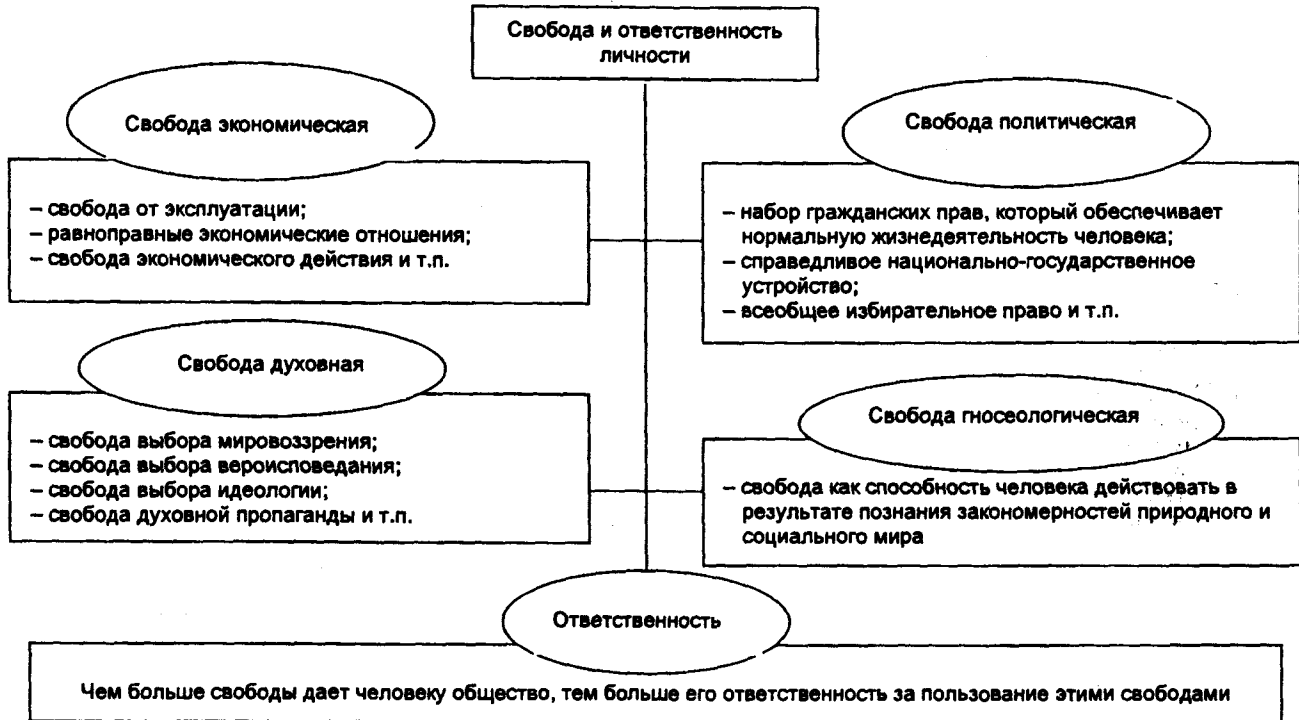 Свобода и ответственность
личности
Свобода экономическая
– свобода от эксплуатации;
– равноправные экономические отношения;
– свобода экономического действия и т.п.
Свобода политическая
– набор гражданских прав, который обеспечивает
нормальную жизнедеятельность человека;
– справедливое национально-государственное
устройство;
– всеобщее избирательное право и т.п.
Свобода духовная
– свобода выбора мировоззрения;
– свобода выбора вероисповедания;
– свобода выбора идеологии;
– свобода духовной пропаганды и т.п.
Свобода гносеологическая
– свобода как способность человека действовать в
результате познания закономерностей природного и
социального мира
Ответственность
Чем больше свободы дает человеку общество, тем больше его ответственность за пользование этими свободами